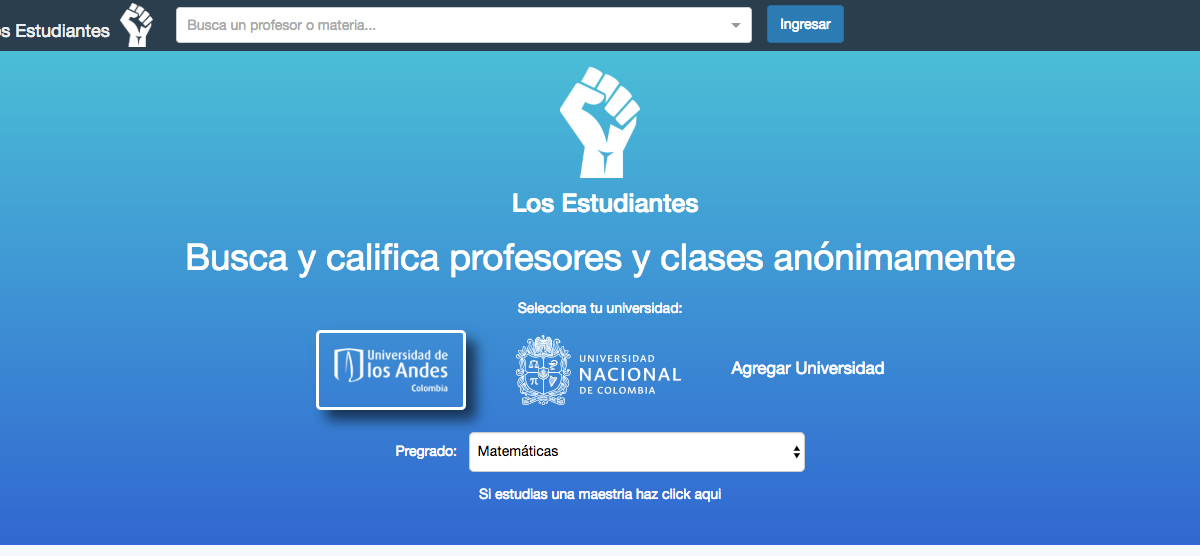 s Estudiantes
Busca un profesor o materia...
Ingresar
Los Estudiantes
Busca y califica profesores y clases anónimamente
Selecciona tu universidad:
Universidad de
los Andes
Colombia
UNIVERSIDAD
NACIONAL
DE COLOMBIA
Agregar Universidad
Pregrado:
Matemáticas
Si estudias una maestria haz click aqui